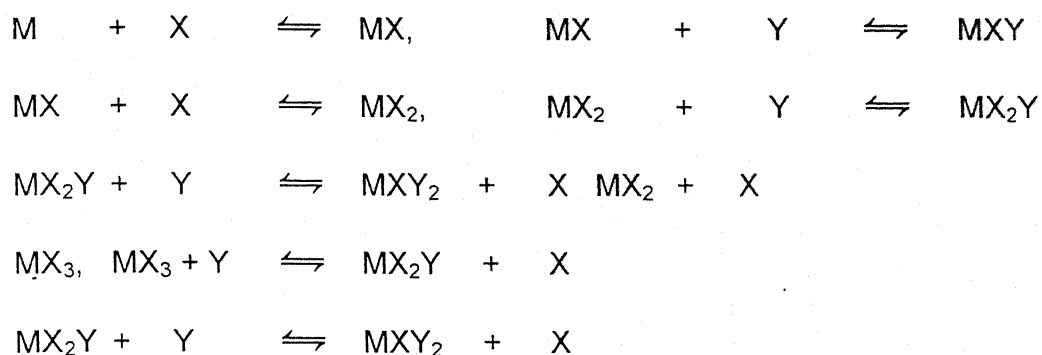 M + X ⇌ MX, MX + Y ⇌ MXY
MX + X ⇌ MX₂, MX₂ + Y ⇌ MX₂Y
MX₂Y + Y ⇌ MXY₂ + X MX₂ + X
MX₃, MX₃ + Y ⇌ MX₂Y + X
MX₂Y + Y ⇌ MXY₂ + X